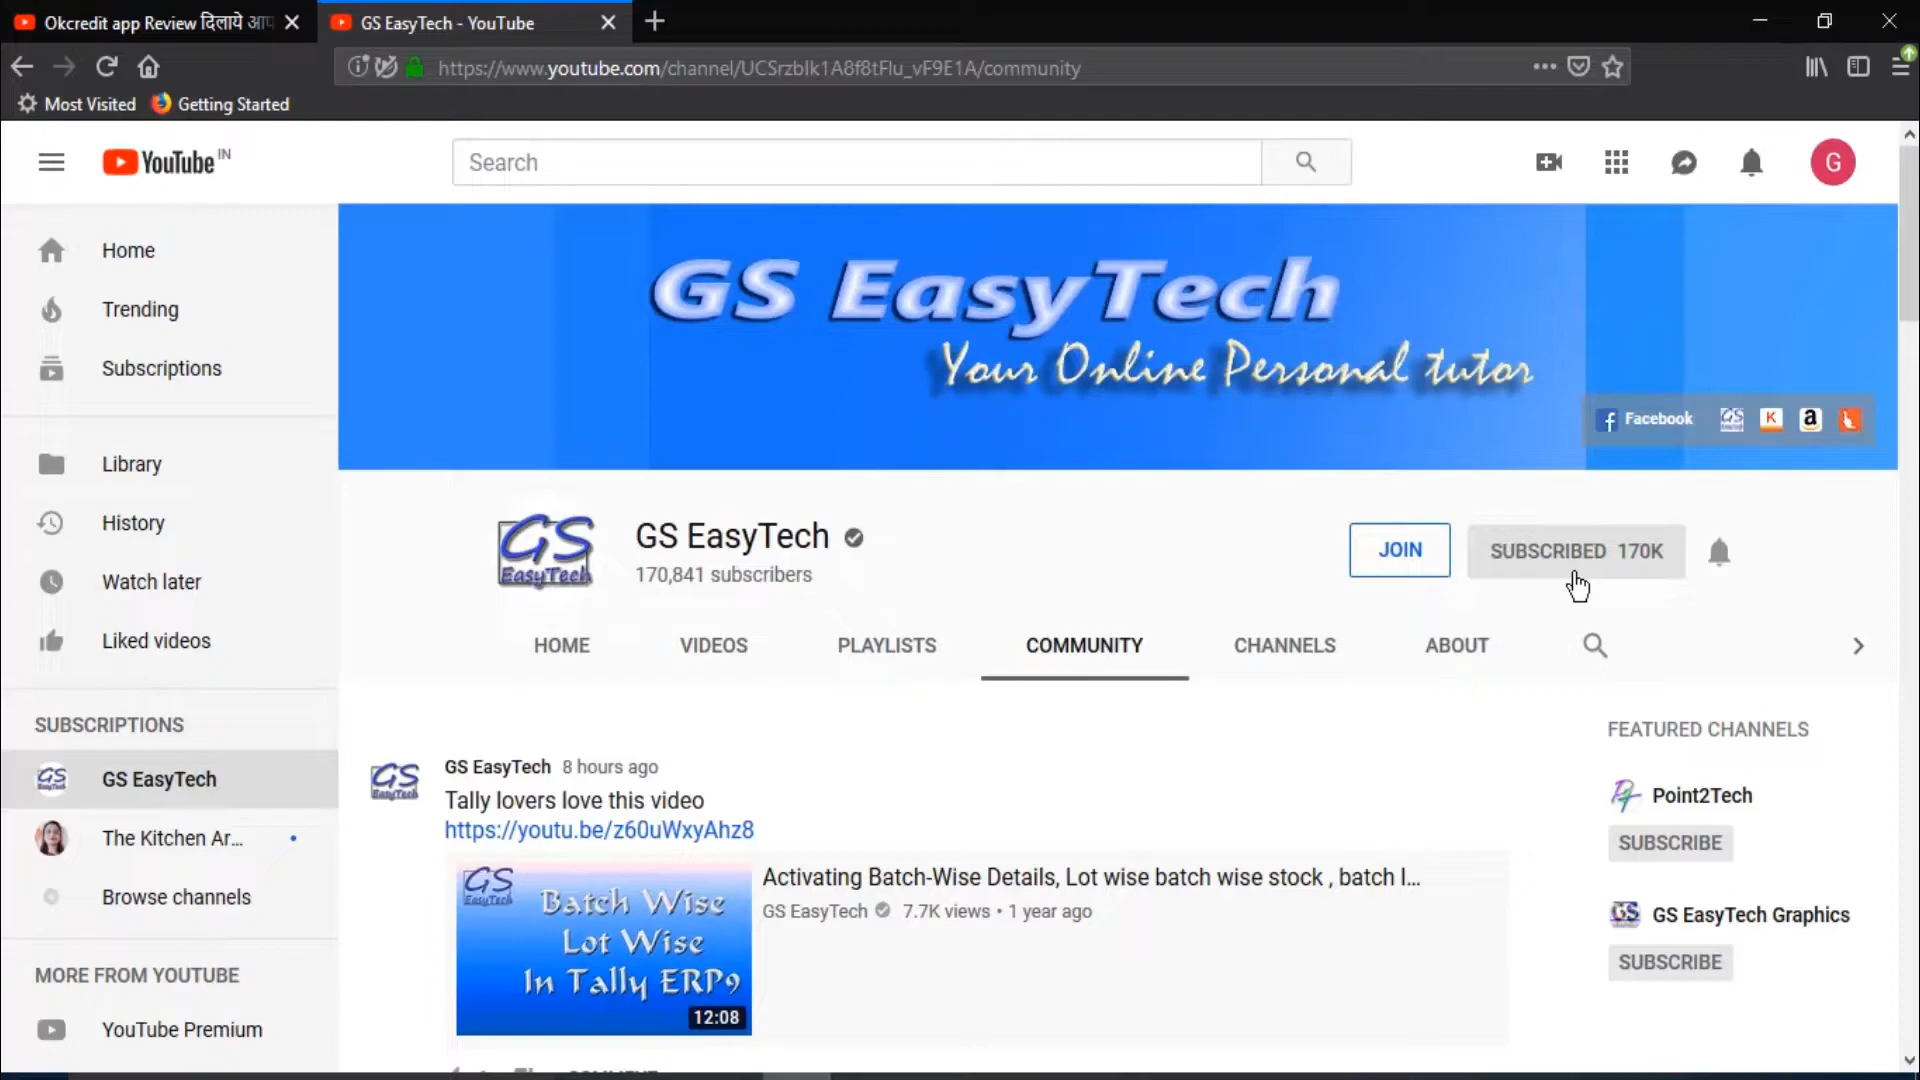 Okcredit app Review दिलाये आप
GS EasyTech - YouTube
https://www.youtube.com/channel/UCSrzbIk1A8f8tFlu_vF9E1A/community
Most Visited
Getting Started
YouTube IN
Search
G
Home
Trending
Subscriptions
Library
History
Watch later
Liked videos
SUBSCRIPTIONS
GS EasyTech
The Kitchen Ar...
Browse channels
MORE FROM YOUTUBE
YouTube Premium
GS EasyTech
Your Online Personal tutor
Facebook
GS EasyTech
GS EasyTech
170,841 subscribers
JOIN
SUBSCRIBED 170K
HOME
VIDEOS
PLAYLISTS
COMMUNITY
CHANNELS
ABOUT
GS EasyTech 8 hours ago
Tally lovers love this video
https://youtu.be/z60uWxyAhz8
GS EasyTech
Batch Wise
Lot Wise
In Tally ERP9
12:08
Activating Batch-Wise Details, Lot wise batch wise stock , batch l...
GS EasyTech 7.7K views • 1 year ago
FEATURED CHANNELS
Point2Tech
SUBSCRIBE
GS EasyTech Graphics
SUBSCRIBE